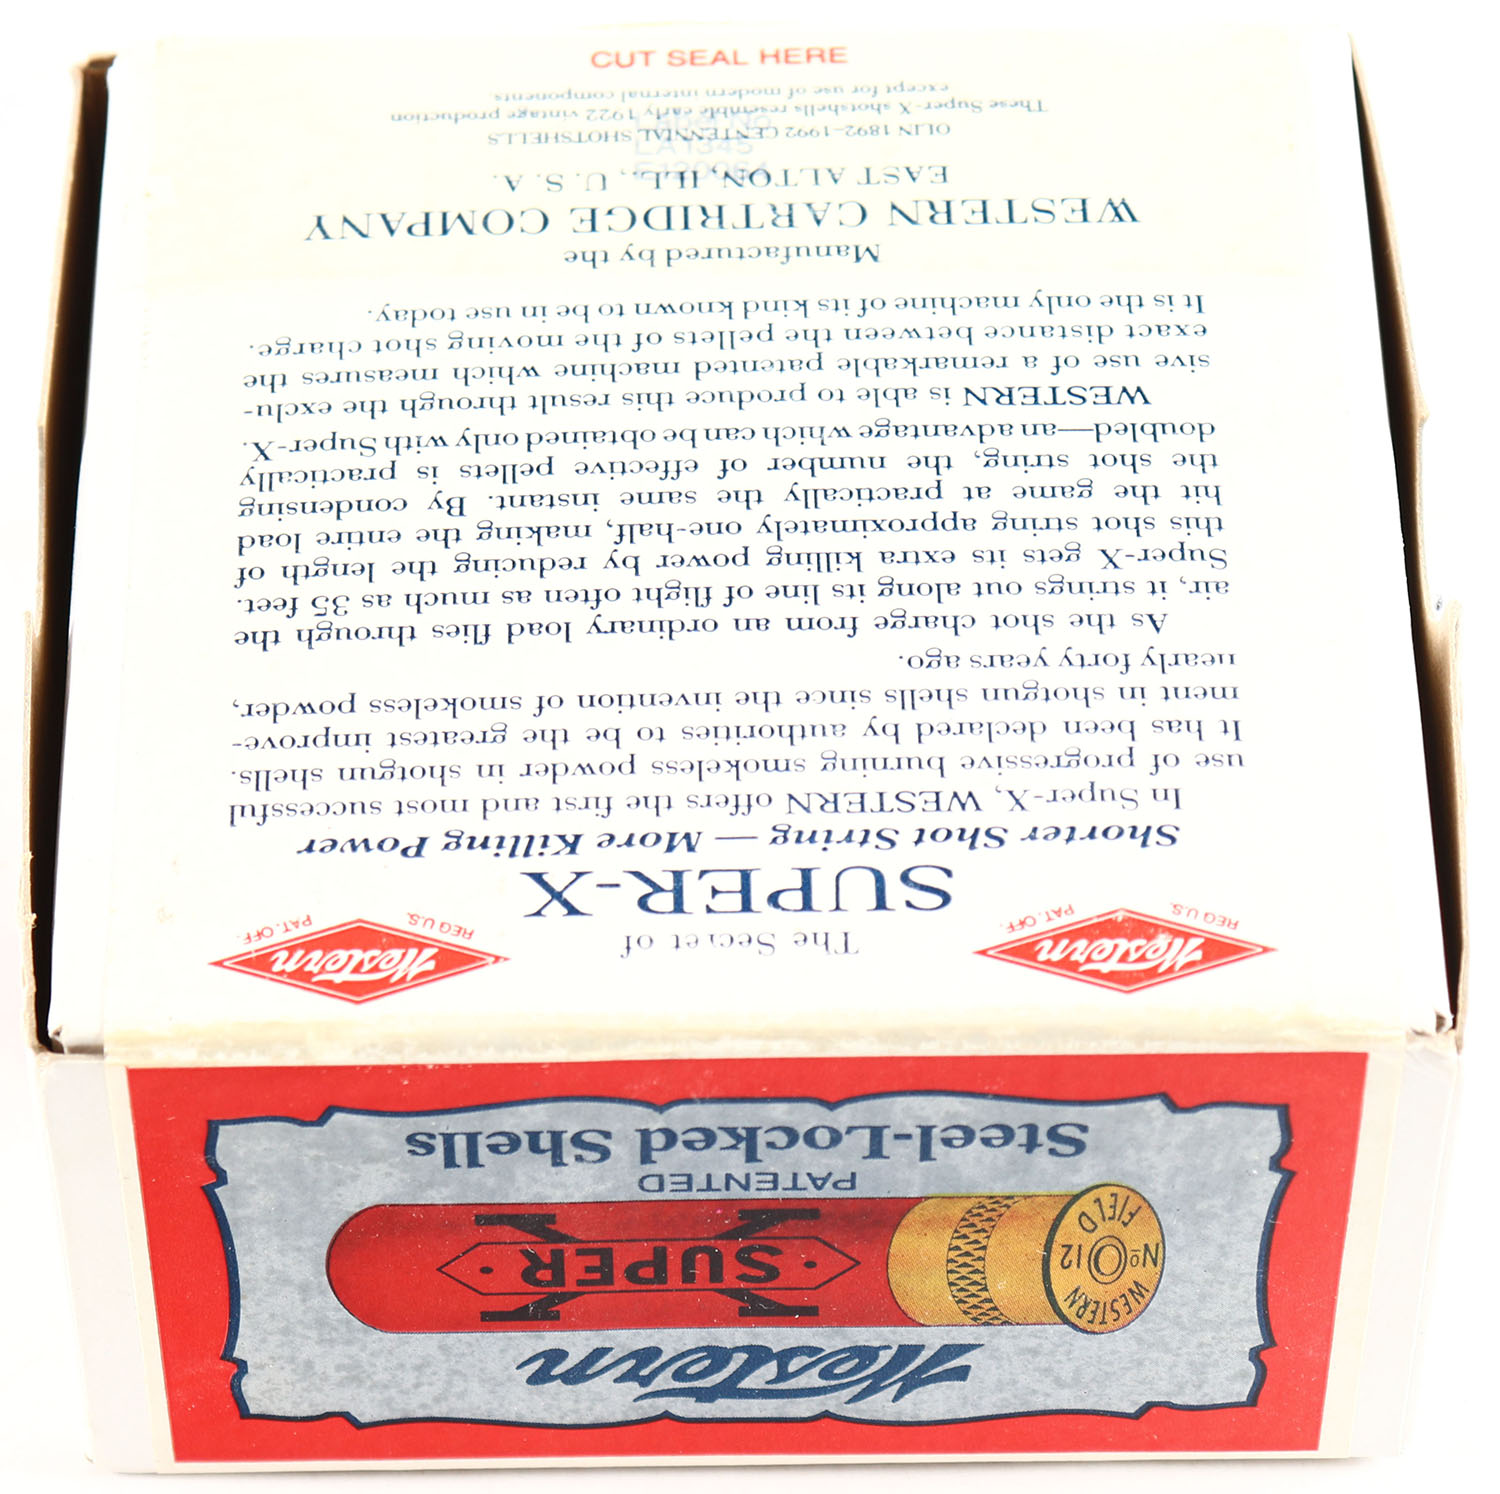 Western
REG U.S. PAT. OFF.
Western
REG U.S. PAT. OFF.
The Secret of
SUPER-X
Shorter Shot String — More Killing Power
In Super-X, WESTERN offers the first and most successful
use of progressive burning smokeless powder in shotgun shells.
It has been declared by authorities to be the greatest improve-
ment in shotgun shells since the invention of smokeless powder,
nearly forty years ago.
As the shot charge from an ordinary load flies through the
air, it strings out along its line of flight often as much as 35 feet.
Super-X gets its extra killing power by reducing the length of
this shot string approximately one-half, making the entire load
hit the game at practically the same instant. By condensing
the shot string, the number of effective pellets is practically
doubled—an advantage which can be obtained only with Super-X.
WESTERN is able to produce this result through the exclu-
sive use of a remarkable patented machine which measures the
exact distance between the pellets of the moving shot charge.
It is the only machine of its kind known to be in use today.
Manufactured by the
WESTERN CARTRIDGE COMPANY
EAST ALTON, ILL., U. S. A.
OLIN 1892-1992 CENTENNIAL SHOTSHELLS
These Super-X shotshells resemble early 1922 vintage production
except for use of modern internal components
CUT SEAL HERE
LA1345
Western
SUPER
X
WESTERN
No 12
FIELD
PATENTED
Steel-Locked Shells